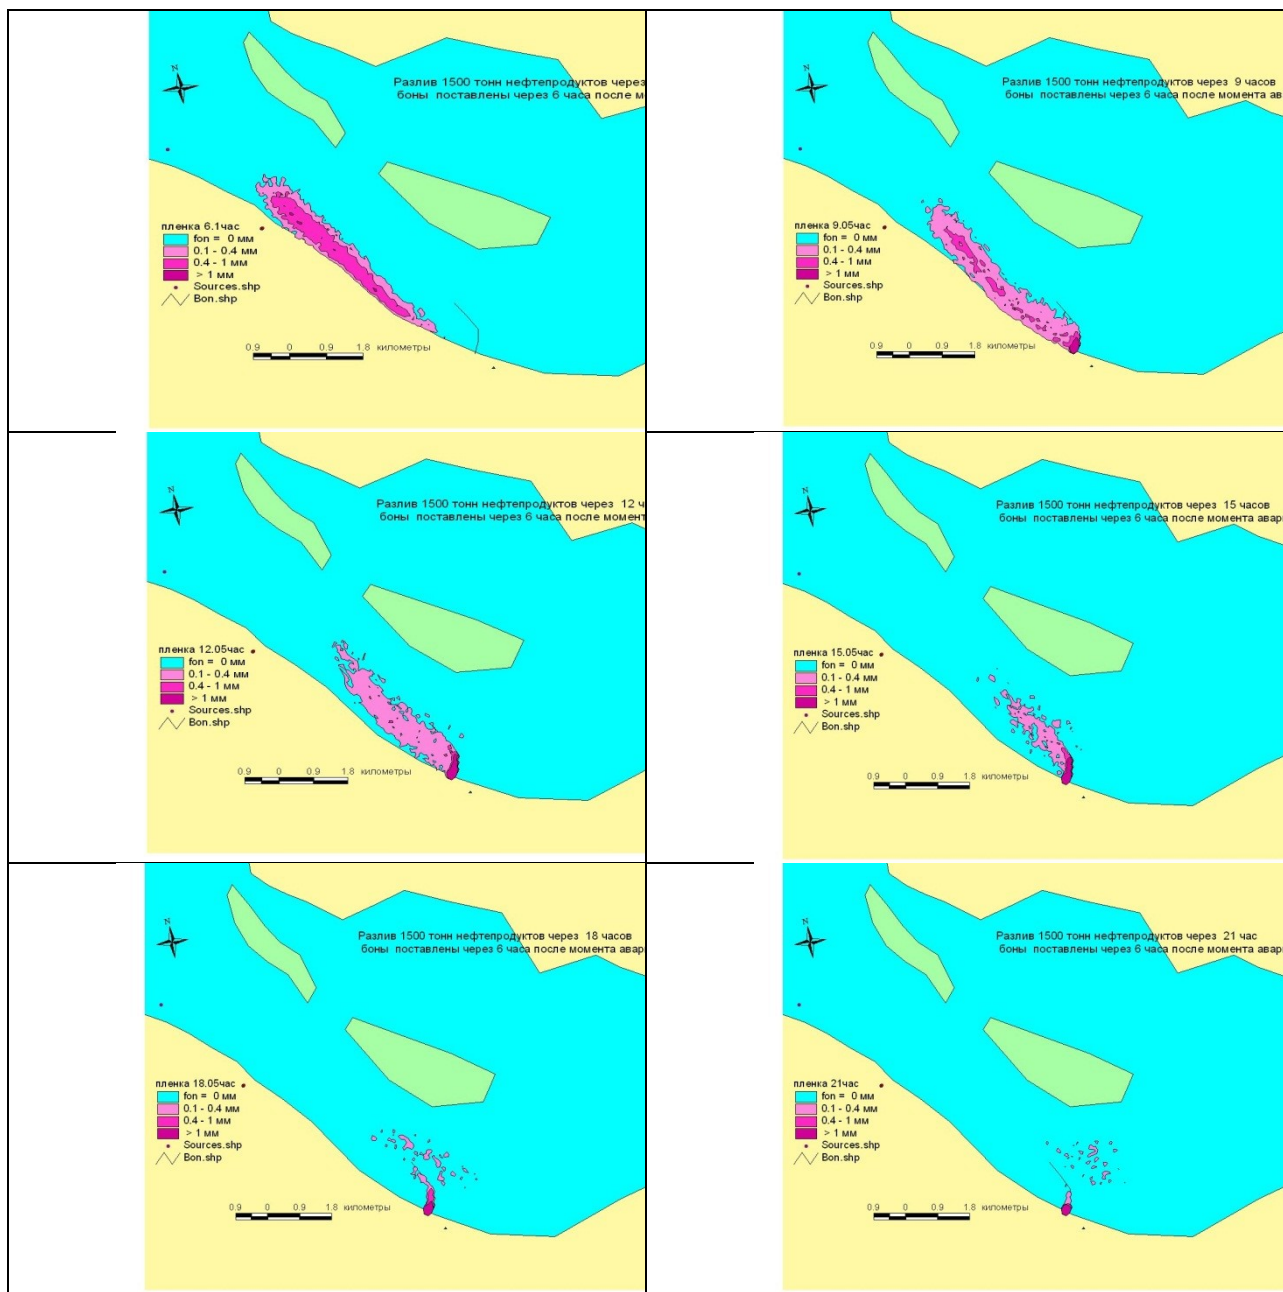 N
Разлив 1500 тонн нефтепродуктов через
боны поставлены через 6 часа после м
пленка 6.1час
fon = 0 мм
0.1 - 0.4 мм
0.4 - 1 мм
> 1 мм
Sources.shp
Bon.shp
0.9 0 0.9 1.8 километры
N
Разлив 1500 тонн нефтепродуктов через 9 часов
боны поставлены через 6 часа после момента ав
пленка 9.05час
fon = 0 мм
0.1 - 0.4 мм
0.4 - 1 мм
> 1 мм
Sources.shp
Bon.shp
0.9 0 0.9 1.8 километры
N
Разлив 1500 тонн нефтепродуктов через 12 ч
боны поставлены через 6 часа после момент
пленка 12.05час
fon = 0 мм
0.1 - 0.4 мм
0.4 - 1 мм
> 1 мм
Sources.shp
Bon.shp
0.9 0 0.9 1.8 километры
N
Разлив 1500 тонн нефтепродуктов через 15 часов
боны поставлены через 6 часа после момента авар
пленка 15.05час
fon = 0 мм
0.1 - 0.4 мм
0.4 - 1 мм
> 1 мм
Sources.shp
Bon.shp
0.9 0 0.9 1.8 километры
N
Разлив 1500 тонн нефтепродуктов через 18 часов
боны поставлены через 6 часа после момента авар
пленка 18.05час
fon = 0 мм
0.1 - 0.4 мм
0.4 - 1 мм
> 1 мм
Sources.shp
Bon.shp
0.9 0 0.9 1.8 километры
N
Разлив 1500 тонн нефтепродуктов через 21 час
боны поставлены через 6 часа после момента авар
пленка 21час
fon = 0 мм
0.1 - 0.4 мм
0.4 - 1 мм
> 1 мм
Sources.shp
Bon.shp
0.9 0 0.9 1.8 километры